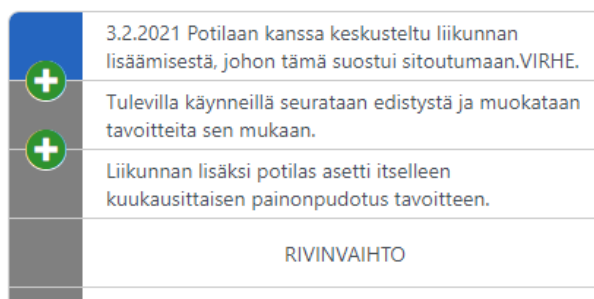 3.2.2021 Potilaan kanssa keskusteltu liikunnan
lisäämisestä, johon tämä suostui sitoutumaan.VIRHE.
Tulevilla käynneillä seurataan edistystä ja muokataan
tavoitteita sen mukaan.
Liikunnan lisäksi potilas asetti itselleen
kuukausittaisen painonpudotus tavoitteen.
RIVINVAIHTO